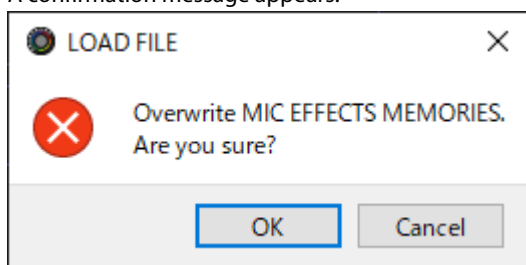 A confirmation message appears.
LOAD FILE
Overwrite MIC EFFECTS MEMORIES.
Are you sure?
OK
Cancel